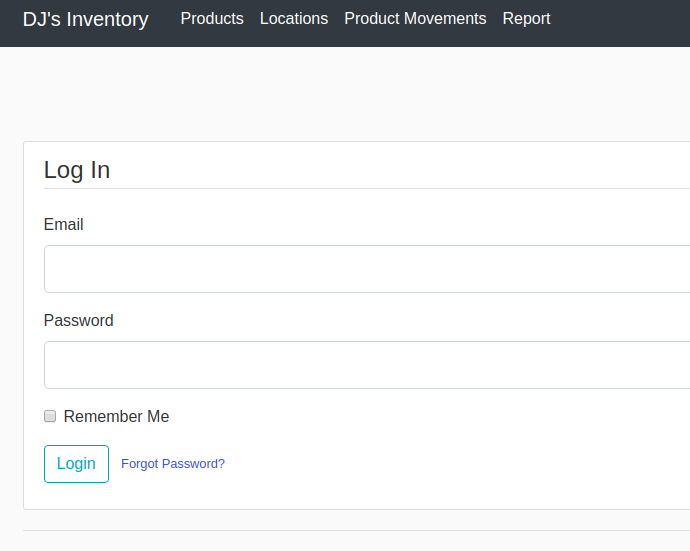 DJ's Inventory Products Locations Product Movements Report
Log In
Email
Password
Remember Me
Login Forgot Password?